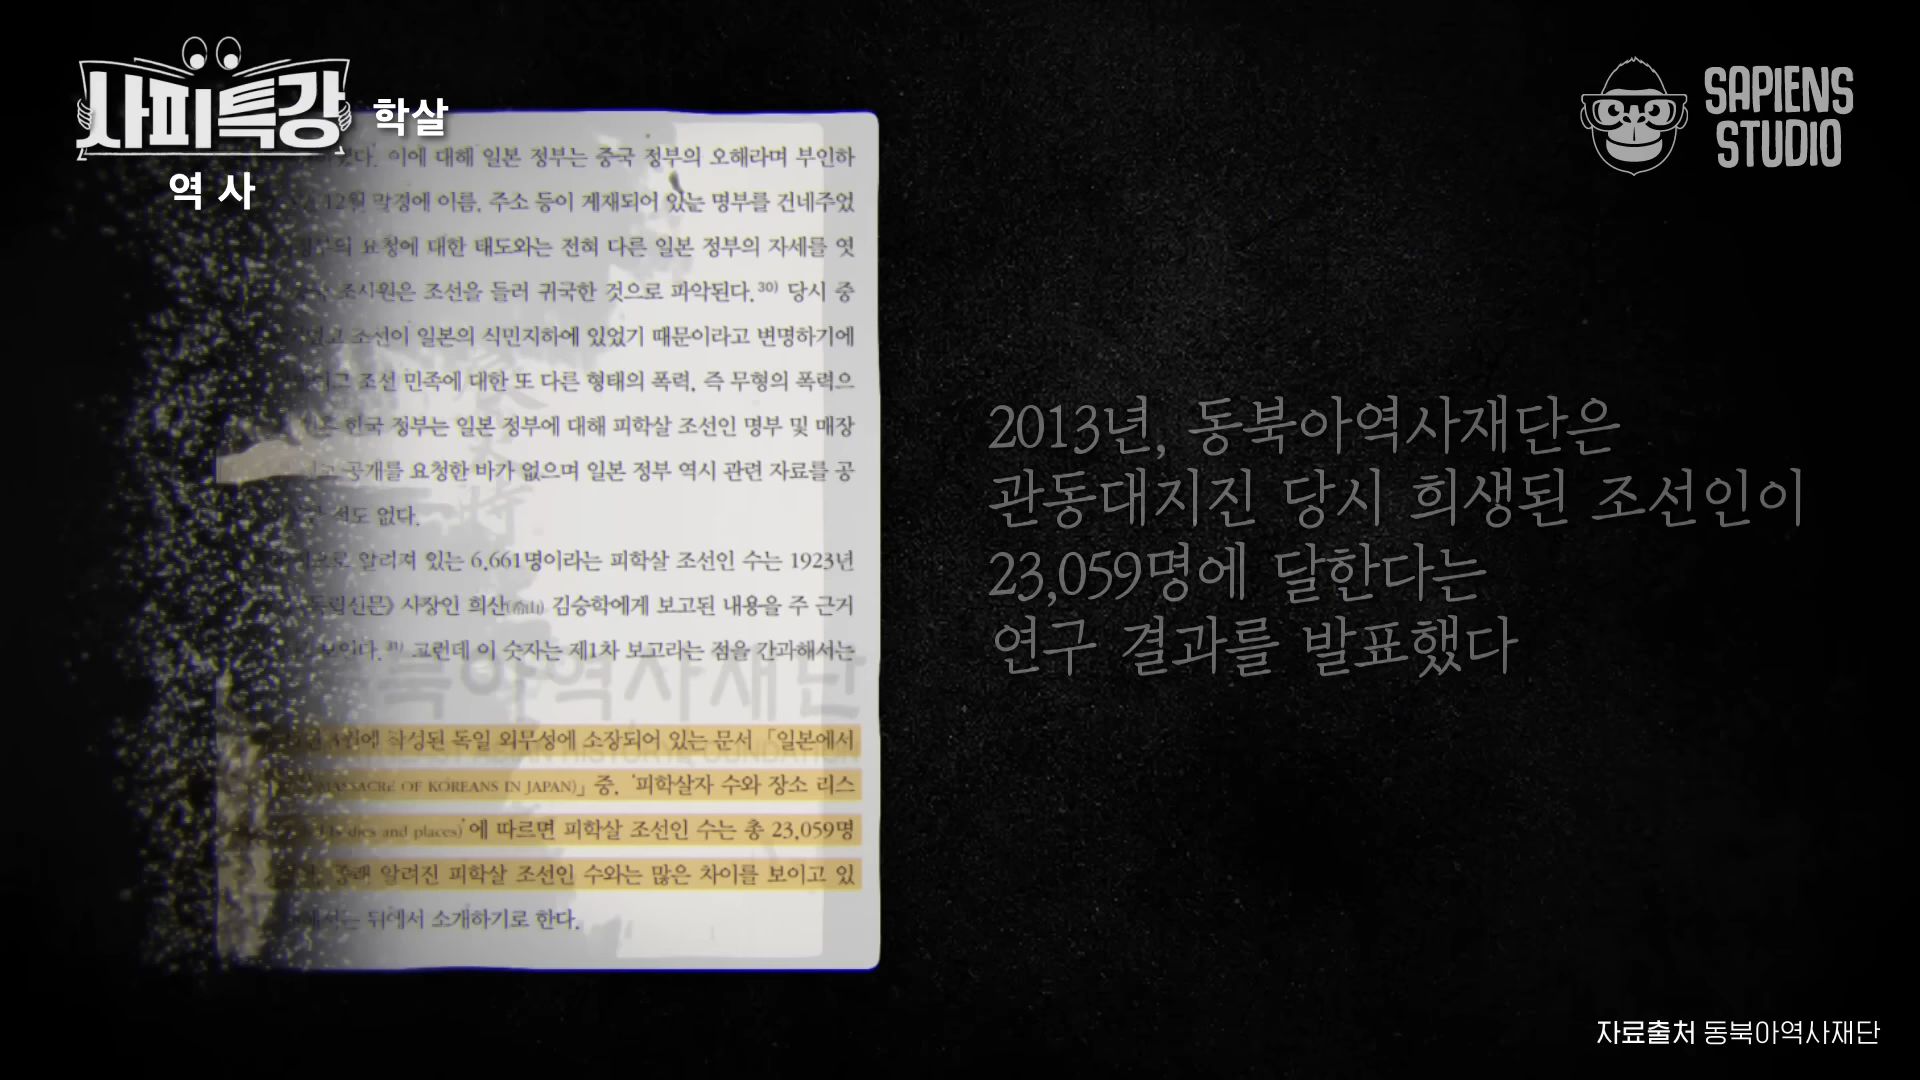 사피특강
역사
학살
SAPIENS
STUDIO
이에 대해 일본 정부는 중국 정부의 오해라며 부인하
12월 말경에 이름, 주소 등이 게재되어 있는 명부를 건네주었
요청에 대한 태도와는 전혀 다른 일본 정부의 자세를 엿
조사원은 조선을 들러 귀국한 것으로 파악된다.30) 당시 중
조선이 일본의 식민지하에 있었기 때문이라고 변명하기에
조선 민족에 대한 또 다른 형태의 폭력, 즉 무형의 폭력으
한국 정부는 일본 정부에 대해 피학살 조선인 명부 및 매장
공개를 요청한 바가 없으며 일본 정부 역시 관련 자료를 공
선도 없다.
알려져 있는 6,661명이라는 피학살 조선인 수는 1923년
독립신문》 사장인 희산(希山) 김승학에게 보고된 내용을 주 근거
보인다.31) 그런데 이 숫자는 제1차 보고라는 점을 간과해서는
북아역사재단
3월에 작성된 독일 외무성에 소장되어 있는 문서 「일본에서
MASSACRE OF KOREANS IN JAPAN)」 중, '피학살자 수와 장소 리스
and places)'에 따르면 피학살 조선인 수는 총 23,059명
종래 알려진 피학살 조선인 수와는 많은 차이를 보이고 있
뒤에서 소개하기로 한다.
2013년, 동북아역사재단은
관동대지진 당시 희생된 조선인이
23,059명에 달한다는
연구 결과를 발표했다
자료출처 동북아역사재단